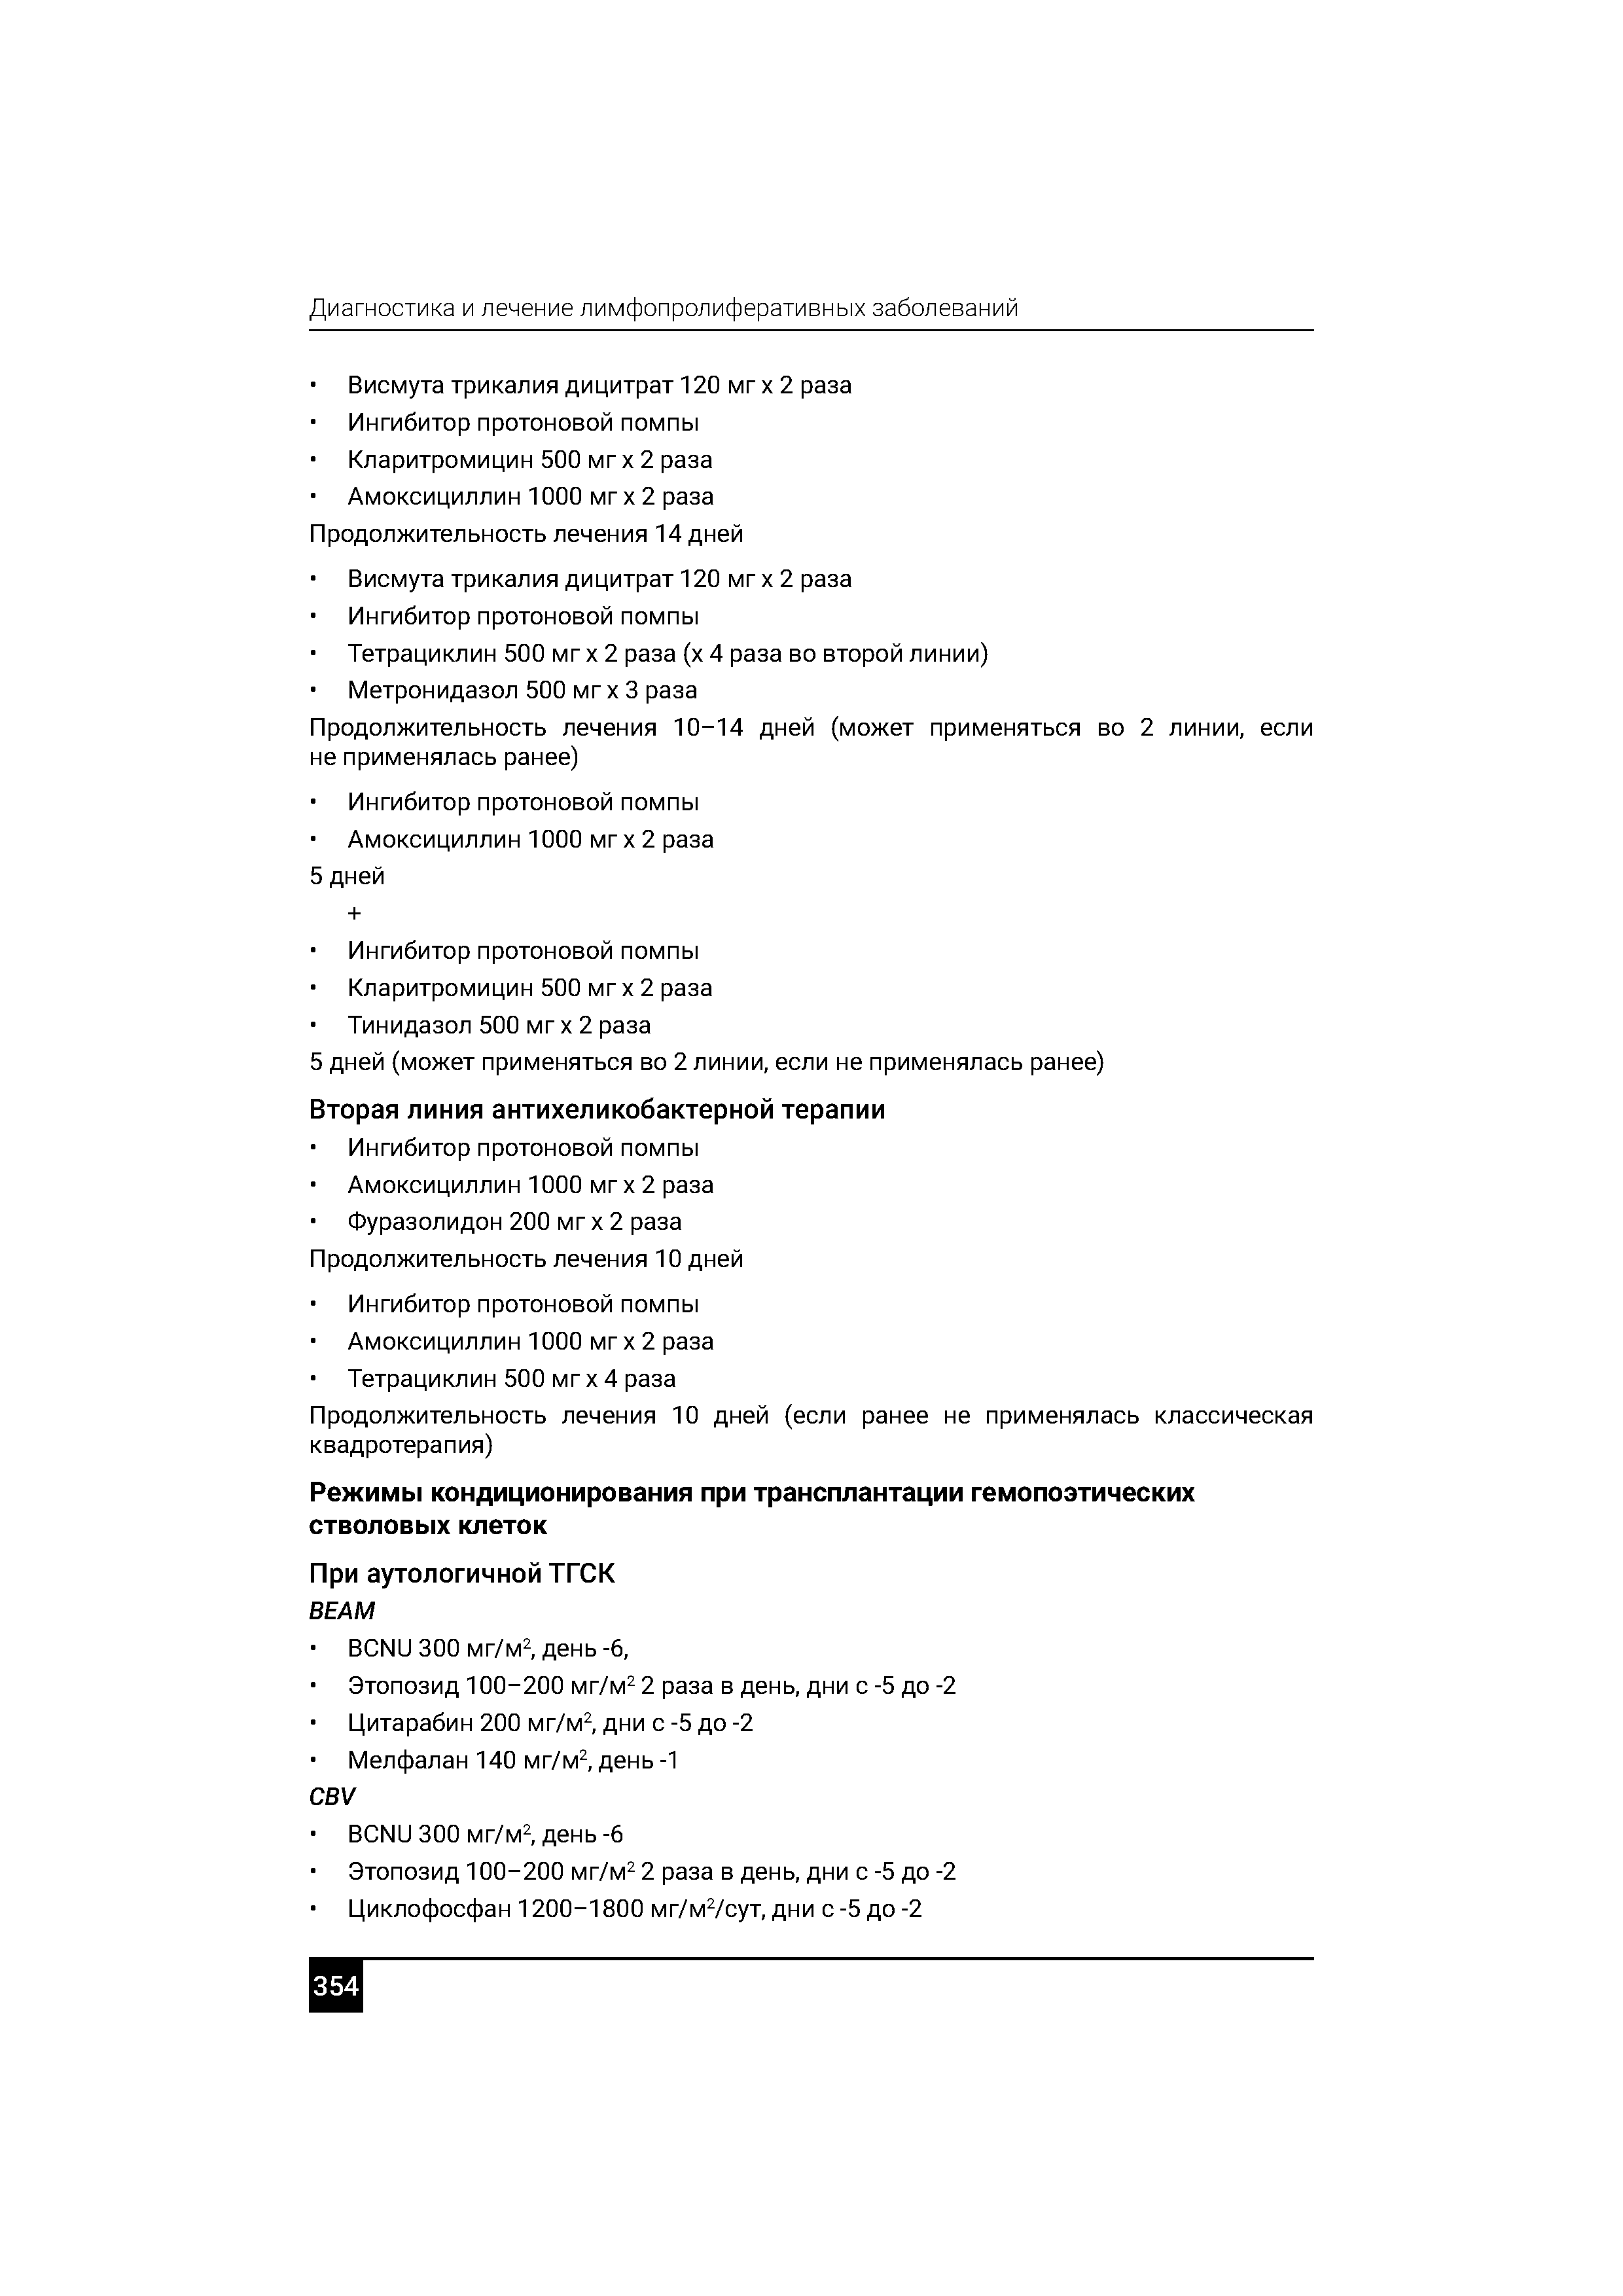 Диагностика и лечение лимфопролиферативных заболеваний
• Висмута трикалия дицитрат 120 мг х 2 раза
• Ингибитор протоновой помпы
• Кларитромицин 500 мг х 2 раза
• Амоксициллин 1000 мг х 2 раза
Продолжительность лечения 14 дней
• Висмута трикалия дицитрат 120 мг х 2 раза
• Ингибитор протоновой помпы
• Тетрациклин 500 мг х 2 раза (х 4 раза во второй линии)
• Метронидазол 500 мг х 3 раза
Продолжительность лечения 10–14 дней (может применяться во 2 линии, если
не применялась ранее)
• Ингибитор протоновой помпы
• Амоксициллин 1000 мг х 2 раза
5 дней
+
• Ингибитор протоновой помпы
• Кларитромицин 500 мг х 2 раза
• Тинидазол 500 мг х 2 раза
5 дней (может применяться во 2 линии, если не применялась ранее)
Вторая линия антихеликобактерной терапии
• Ингибитор протоновой помпы
• Амоксициллин 1000 мг х 2 раза
• Фуразолидон 200 мг х 2 раза
Продолжительность лечения 10 дней
• Ингибитор протоновой помпы
• Амоксициллин 1000 мг х 2 раза
• Тетрациклин 500 мг х 4 раза
Продолжительность лечения 10 дней (если ранее не применялась классическая
квадротерапия)
Режимы кондиционирования при трансплантации гемопоэтических
стволовых клеток
При аутологичной ТГСК
BEAM
• BCNU 300 мг/м², день -6,
• Этопозид 100–200 мг/м² 2 раза в день, дни с -5 до -2
• Цитарабин 200 мг/м², дни с -5 до -2
• Мелфалан 140 мг/м², день -1
CBV
• BCNU 300 мг/м², день -6
• Этопозид 100–200 мг/м² 2 раза в день, дни с -5 до -2
• Циклофосфан 1200–1800 мг/м²/сут, дни с -5 до -2
354